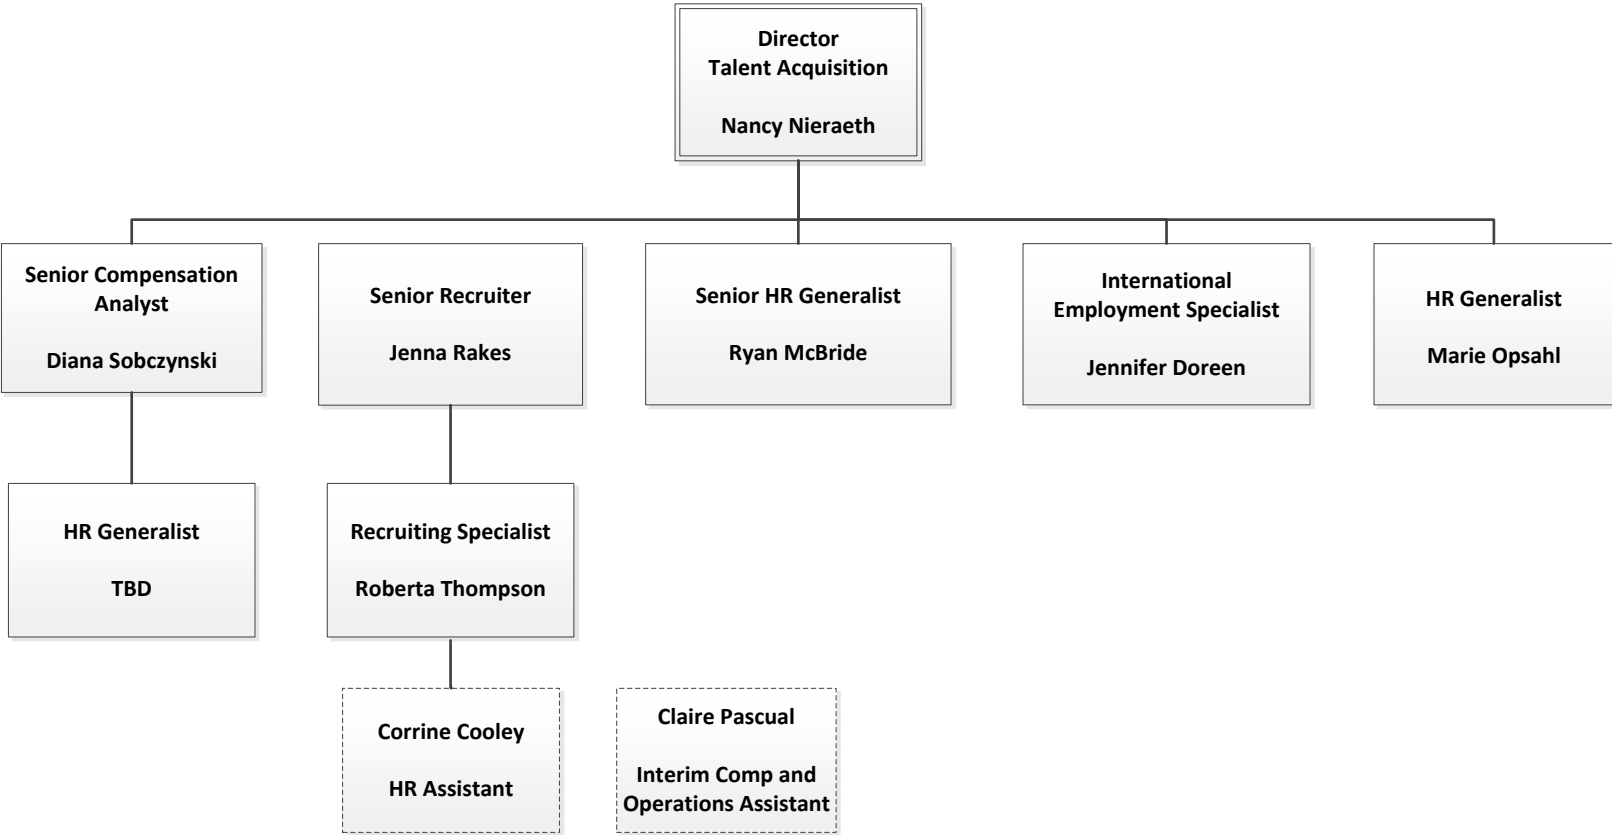 Director
Talent Acquisition
Nancy Nieraeth
Senior Compensation
Analyst
Diana Sobczynski
Senior Recruiter
Jenna Rakes
Senior HR Generalist
Ryan McBride
International
Employment Specialist
Jennifer Doreen
HR Generalist
Marie Opsahl
HR Generalist
TBD
Recruiting Specialist
Roberta Thompson
Corrine Cooley
HR Assistant
Claire Pascual
Interim Comp and
Operations Assistant